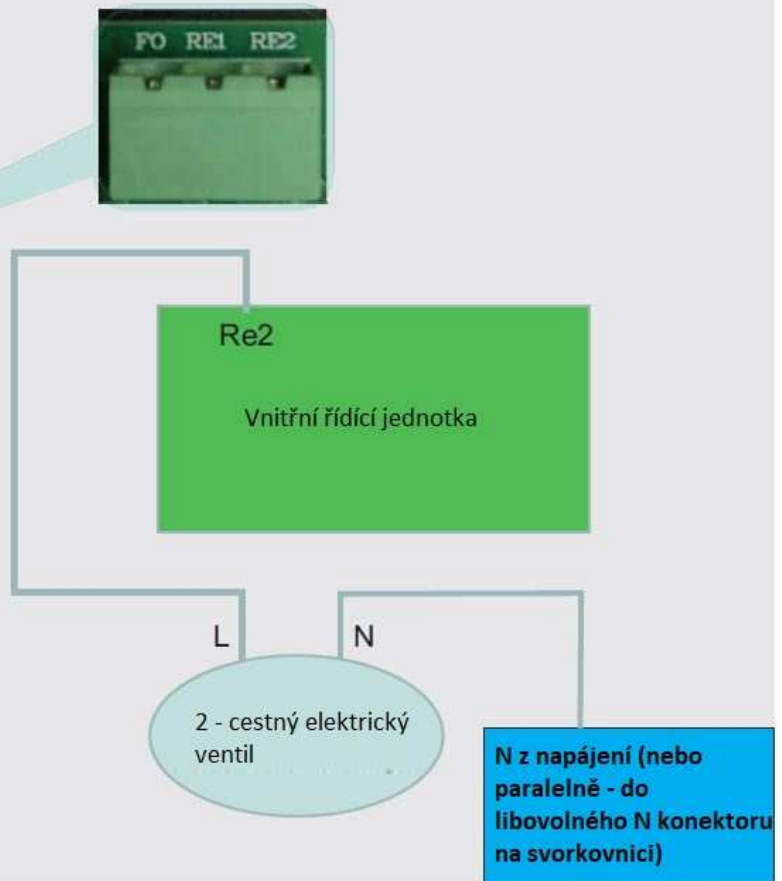 FO RE1 RE2
Re2
Vnitřní řídící jednotka
L N
2 - cestný elektrický
ventil
N z napájení (nebo
paralelně - do
libovolného N konektoru
na svorkovnici)